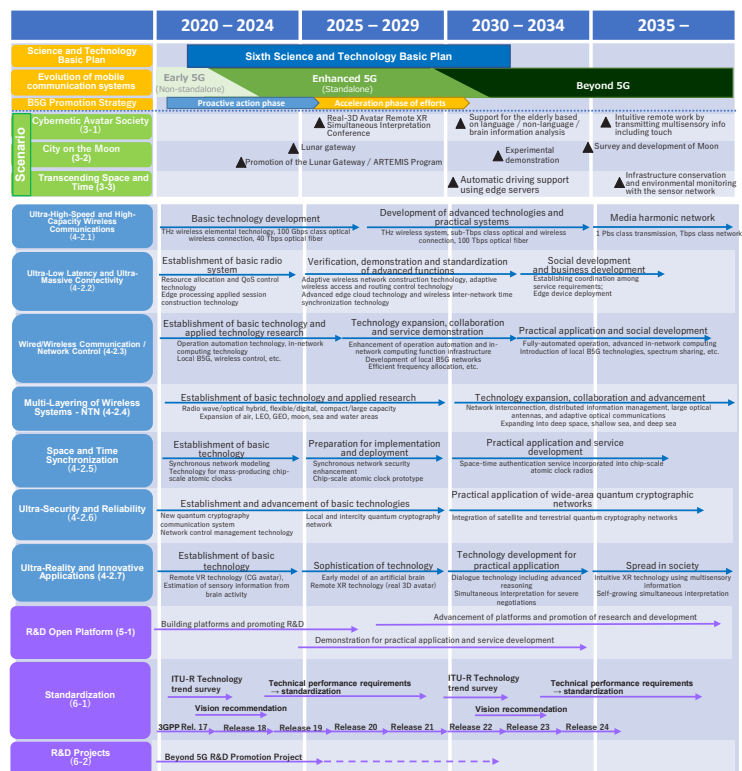 2020 – 2024
2025 – 2029
2030 – 2034
2035 –
Science and Technology
Basic Plan
Sixth Science and Technology Basic Plan
Evolution of mobile
communication systems
Early 5G
(Non-standalone)
Enhanced 5G
(Standalone)
Beyond 5G
B5G Promotion Strategy
Proactive action phase
Acceleration phase of efforts
Scenario
Cybernetic Avatar Society
(3-1)
Real-3D Avatar Remote XR
Simultaneous Interpretation
Conference
Support for the elderly based
on language / non-language /
brain information analysis
Intuitive remote work by
transmitting multisensory info
including touch
City on the Moon
(3-2)
Lunar gateway
Promotion of the Lunar Gateway / ARTEMIS Program
Experimental
demonstration
Survey and development of Moon
Transcending Space and
Time (3-3)
Automatic driving support
using edge servers
Infrastructure conservation
and environmental monitoring
with the sensor network
Ultra-High-Speed and High-
Capacity Wireless
Communications
(4-2.1)
Basic technology development
THz wireless elemental technology, 100 Gbps class optical
wireless connection, 40 Tbps optical fiber
Development of advanced technologies and
practical systems
THz wireless system, sub-Tbps class optical and wireless
connection, 100 Tbps optical fiber
Media harmonic network
1 Pbs class transmission, Tbps class network
Ultra-Low Latency and Ultra-
Massive Connectivity
(4-2.2)
Establishment of basic radio
system
Resource allocation and QoS control
technology
Edge processing applied session
construction technology
Verification, demonstration and standardization
of advanced functions
Adaptive wireless network construction technology, adaptive
wireless access and routing control technology
Advanced edge cloud technology and wireless inter-network time
synchronization technology
Social development
and business development
Establishing coordination among
service requirements;
Edge device deployment
Wired/Wireless Communication /
Network Control (4-2.3)
Establishment of basic technology and
applied technology research
Operation automation technology, in-network
computing technology
Local B5G, wireless control, etc.
Technology expansion, collaboration
and service demonstration
Enhancement of operation automation and in-
network computing function infrastructure
Development of local B5G networks
Efficient frequency allocation, etc.
Practical application and social development
Fully-automated operation, advanced in-network computing
Introduction of local B5G technologies, spectrum sharing, etc.
Multi-Layering of Wireless
Systems - NTN (4-2.4)
Establishment of basic technology and applied research
Radio wave/optical hybrid, flexible/digital, compact/large capacity
Expansion of air, LEO, GEO, moon, sea and water areas
Technology expansion, collaboration and advancement
Network interconnection, distributed information management, large optical
antennas, and adaptive optical communications
Expanding into deep space, shallow sea, and deep sea
Space and Time
Synchronization
(4-2.5)
Establishment of basic
technology
Synchronous network modeling
Technology for mass-producing chip-
scale atomic clocks
Preparation for implementation
and deployment
Synchronous network security
enhancement
Chip-scale atomic clock prototype
Practical application and service
development
Space-time authentication service incorporated into chip-scale
atomic clock radios
Ultra-Security and Reliability
(4-2.6)
Establishment and advancement of basic technologies
New quantum cryptography
communication system
Network control management technology
Local and intercity quantum cryptography
network
Practical application of wide-area quantum cryptographic
networks
Integration of satellite and terrestrial quantum cryptography networks
Ultra-Reality and Innovative
Applications (4-2.7)
Establishment of basic
technology
Remote VR technology (CG avatar),
Estimation of sensory information from
brain activity
Sophistication of technology
Early model of an artificial brain
Remote XR technology (real 3D avatar)
Technology development for
practical application
Dialogue technology including advanced
reasoning
Simultaneous interpretation for severe
negotiations
Spread in society
Intuitive XR technology using multisensory
information
Self-growing simultaneous interpretation
R&D Open Platform (5-1)
Building platforms and promoting R&D
Advancement of platforms and promotion of research and development
Demonstration for practical application and service development
Standardization
(6-1)
ITU-R Technology
trend survey
Technical performance requirements
→ standardization
Vision recommendation
ITU-R Technology
trend survey
Technical performance requirements
→ standardization
Vision recommendation
3GPP Rel. 17
Release 18
Release 19
Release 20
Release 21
Release 22
Release 23
Release 24
R&D Projects
(6-2)
Beyond 5G R&D Promotion Project